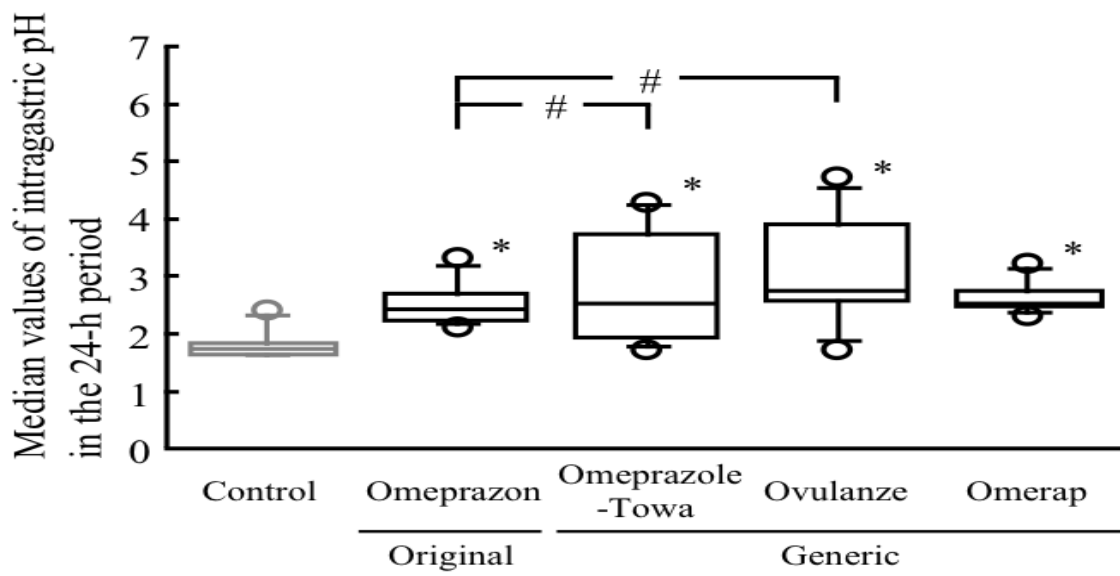 Median values of intragastric pH
in the 24-h period
7
6
5
4
3
2
1
0
#
#
*
*
*
*
Control
Omeprazon
Omeprazole
-Towa
Ovulanze
Omerap
Original
Generic